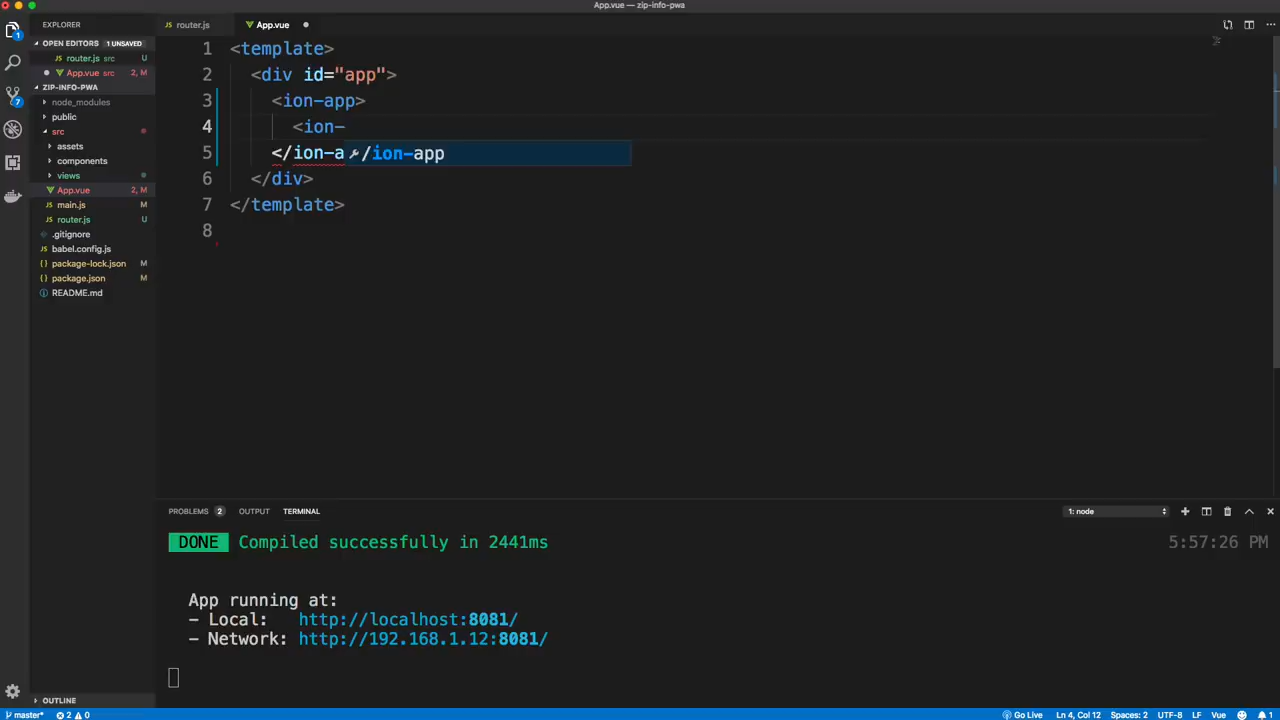 App.vue — zip-info-pwa
EXPLORER
OPEN EDITORS 1 UNSAVED
router.js U
App.vue src 2, M
ZIP-INFO-PWA
node_modules
public
src
assets
components
views
App.vue 2, M
main.js M
router.js U
.gitignore
babel.config.js
package-lock.json M
package.json M
README.md
OUTLINE
1
7
router.js
App.vue
1 <template>
2 <div id="app">
3 <ion-app>
4 <ion-
5 </ion-a /ion-app
6 </div>
7 </template>
8
PROBLEMS 2 OUTPUT TERMINAL 1: node
DONE Compiled successfully in 2441ms 5:57:26 PM
App running at:
- Local: http://localhost:8081/
- Network: http://192.168.1.12:8081/
master* 2 0 Go Live Ln 4, Col 12 Spaces: 2 UTF-8 LF Vue 1